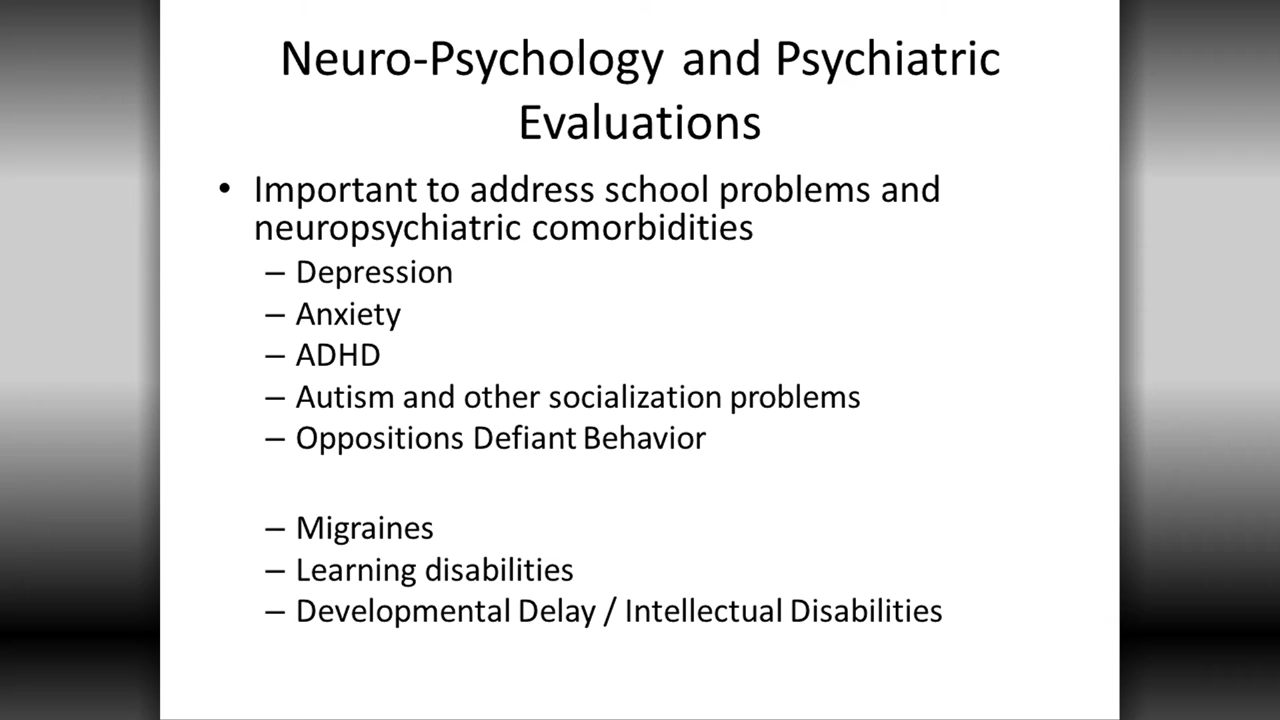 Neuro-Psychology and Psychiatric
Evaluations
• Important to address school problems and
neuropsychiatric comorbidities
– Depression
– Anxiety
– ADHD
– Autism and other socialization problems
– Oppositions Defiant Behavior
– Migraines
– Learning disabilities
– Developmental Delay / Intellectual Disabilities